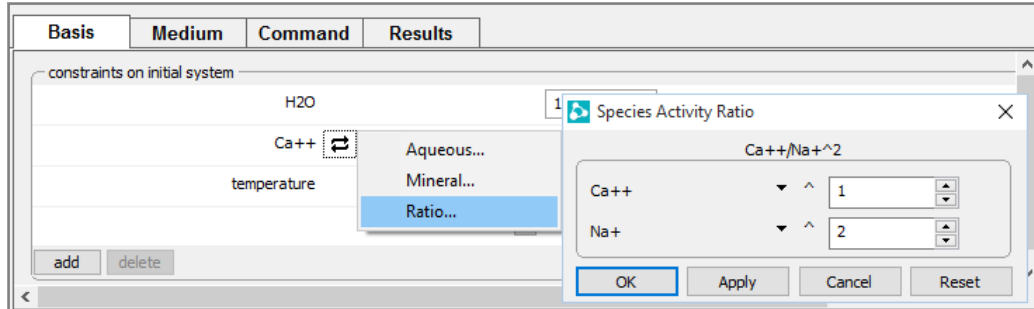 Basis Medium Command Results
constraints on initial system
H2O 1
Ca++
temperature
add delete
Aqueous...
Mineral...
Ratio...
Species Activity Ratio
Ca++/Na+^2
Ca++ ^ 1
Na+ ^ 2
OK Apply Cancel Reset